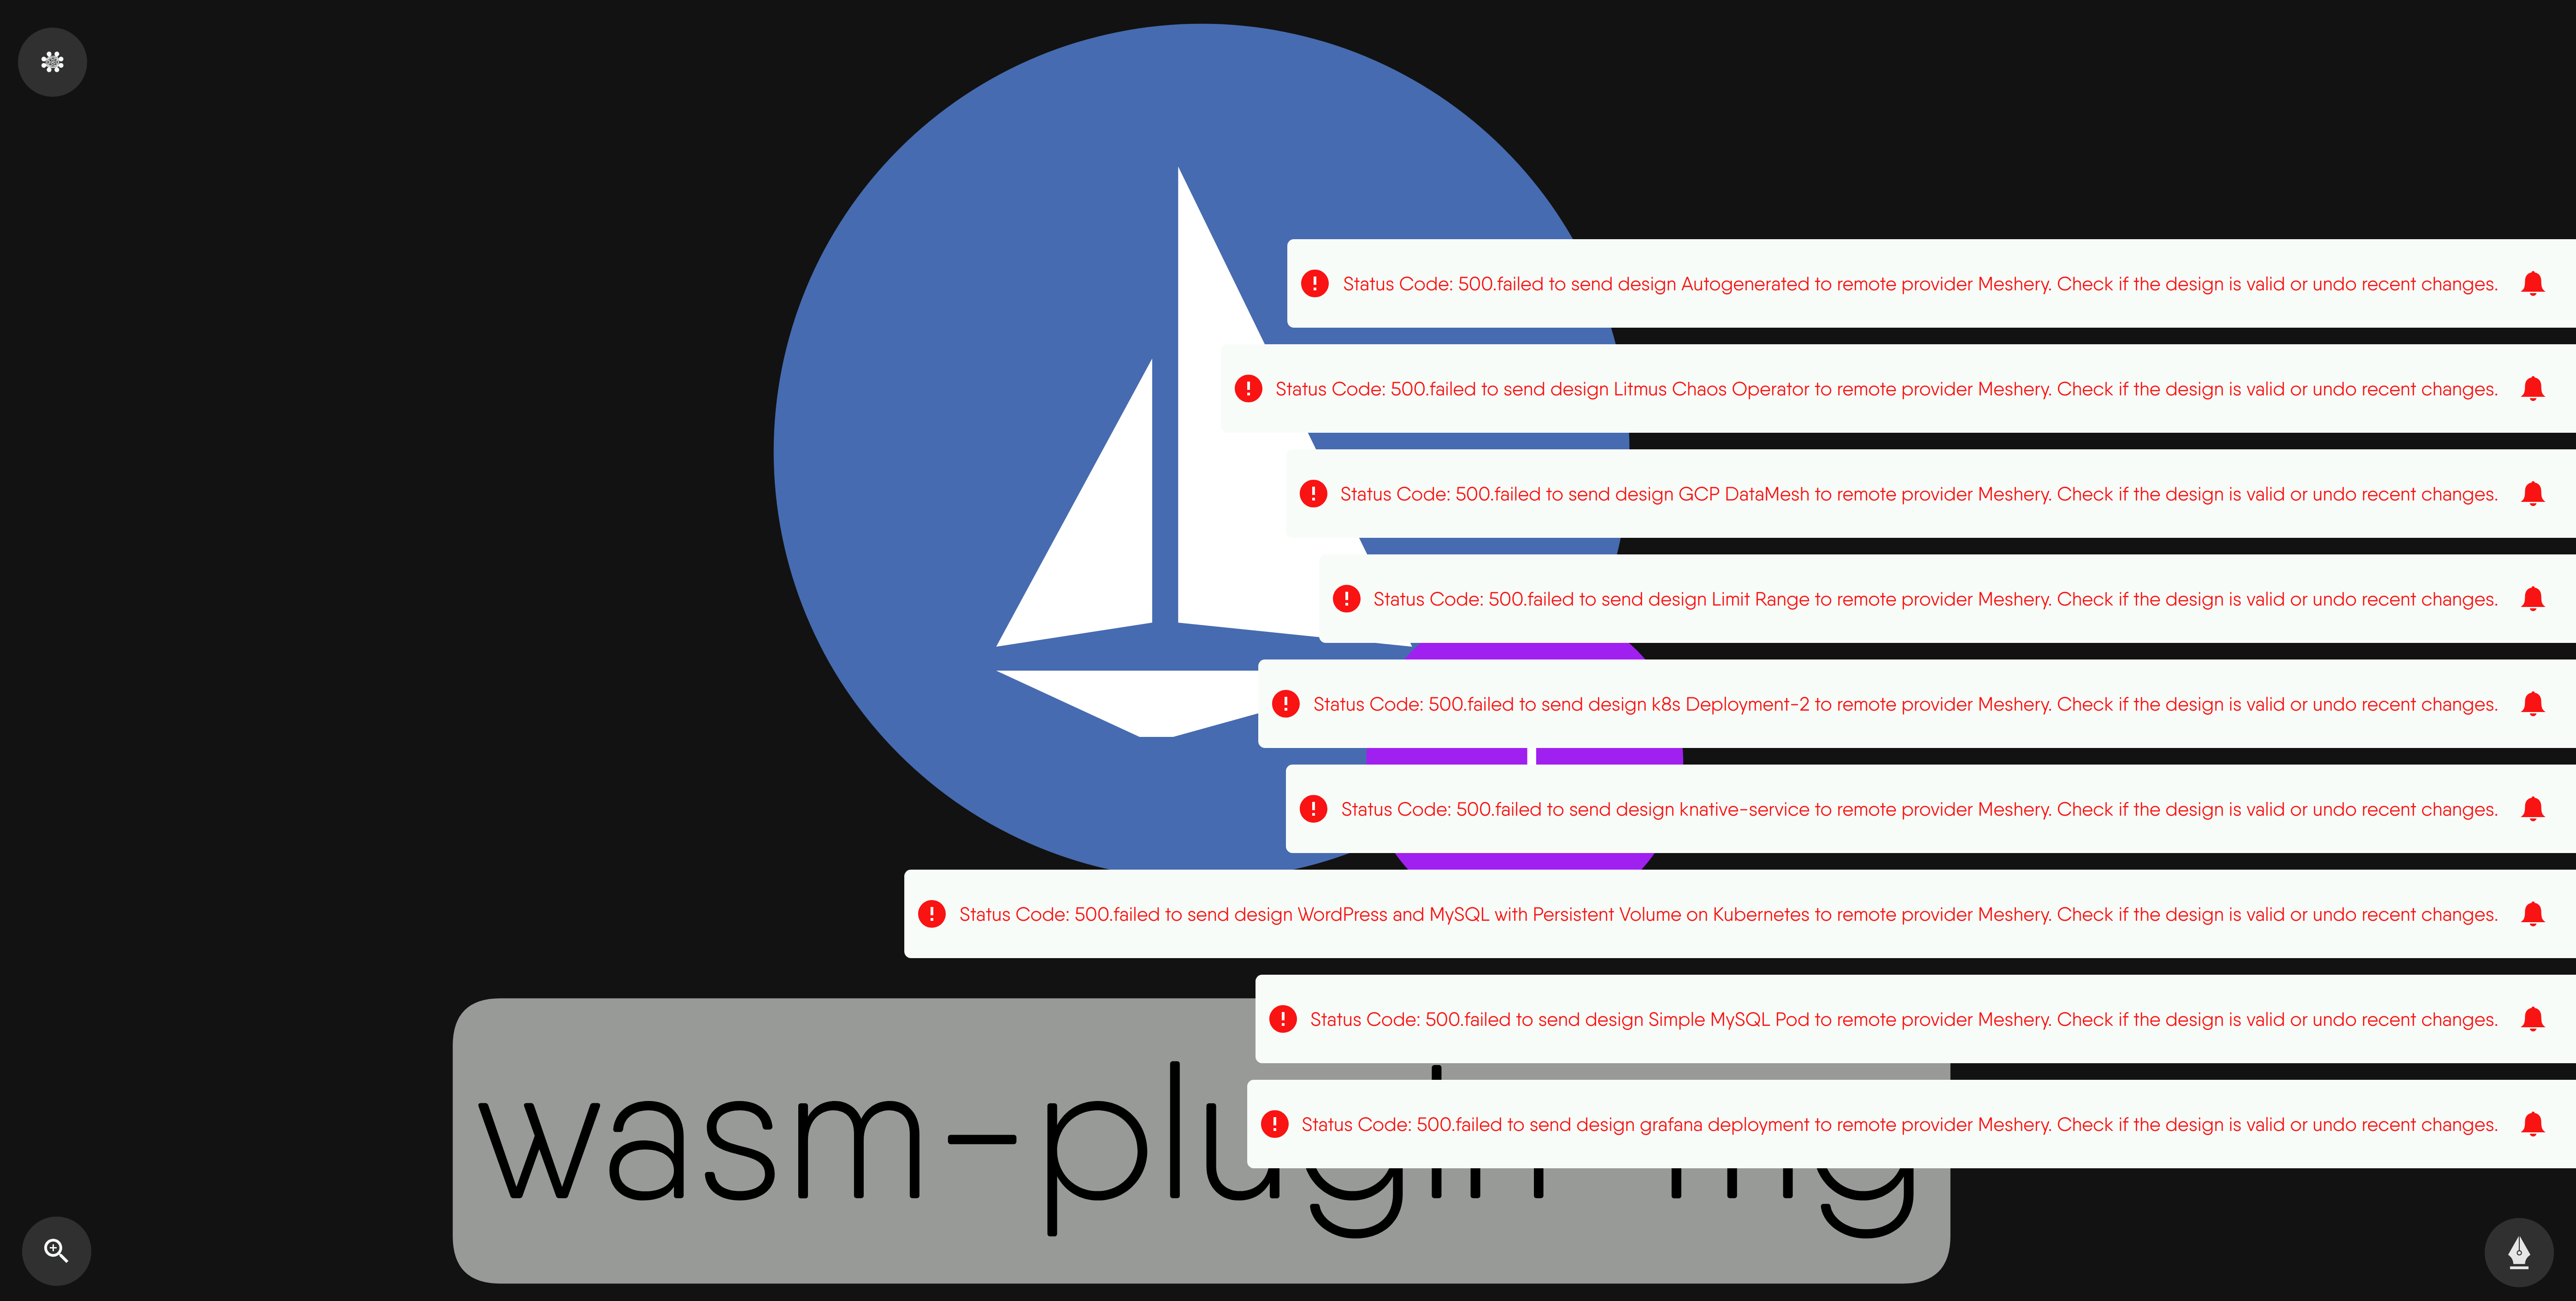 Status Code: 500.failed to send design Autogenerated to remote provider Meshery. Check if the design is valid or undo recent changes.
Status Code: 500.failed to send design Litmus Chaos Operator to remote provider Meshery. Check if the design is valid or undo recent changes.
Status Code: 500.failed to send design GCP DataMesh to remote provider Meshery. Check if the design is valid or undo recent changes.
Status Code: 500.failed to send design Limit Range to remote provider Meshery. Check if the design is valid or undo recent changes.
Status Code: 500.failed to send design k8s Deployment-2 to remote provider Meshery. Check if the design is valid or undo recent changes.
Status Code: 500.failed to send design knative-service to remote provider Meshery. Check if the design is valid or undo recent changes.
Status Code: 500.failed to send design WordPress and MySQL with Persistent Volume on Kubernetes to remote provider Meshery. Check if the design is valid or undo recent changes.
Status Code: 500.failed to send design Simple MySQL Pod to remote provider Meshery. Check if the design is valid or undo recent changes.
Status Code: 500.failed to send design grafana deployment to remote provider Meshery. Check if the design is valid or undo recent changes.
wasm-plugin